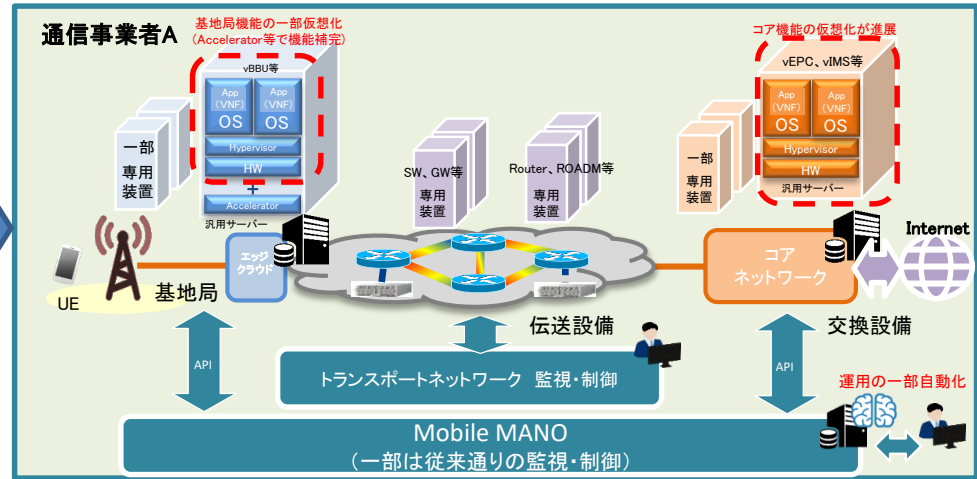 通信事業者A
基地局機能の一部仮想化
(Accelerator等で機能補完)
vBBU等
App
(VNF)
OS
App
(VNF)
OS
Hypervisor
HW
+
Accelerator
汎用サーバー
一部
専用
装置
SW、GW等
専用
装置
Router、ROADM等
専用
装置
コア機能の仮想化が進展
vEPC、vIMS等
App
(VNF)
OS
App
(VNF)
OS
Hypervisor
HW
汎用サーバー
一部
専用
装置
UE
基地局
エッジ
クラウド
コア
ネットワーク
Internet
伝送設備
交換設備
API
トランスポートネットワーク 監視・制御
API
運用の一部自動化
Mobile MANO
(一部は従来通りの監視・制御)